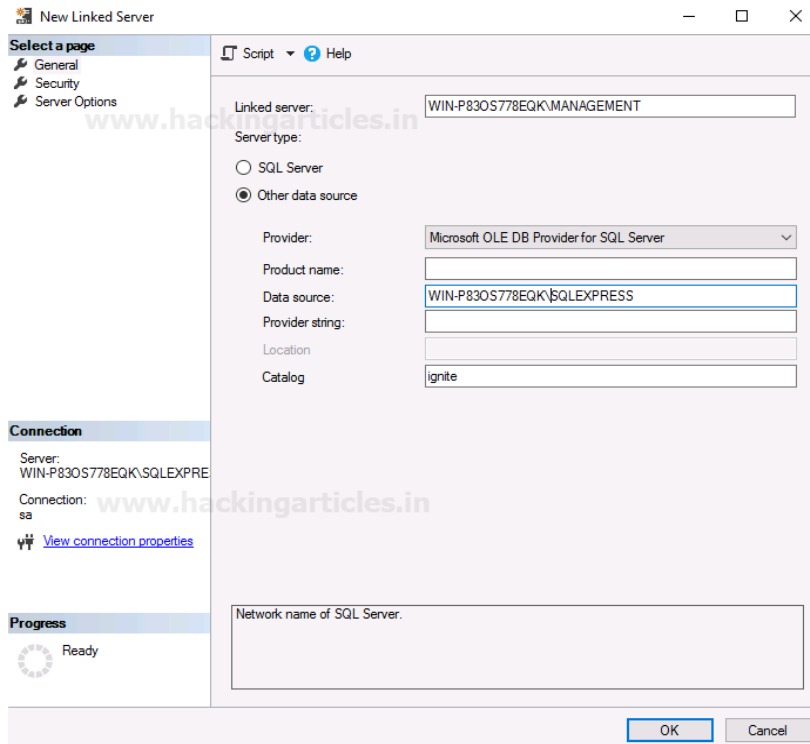 New Linked Server
Select a page
General
Security
Server Options
Script
Help
www.hackingarticles.in
Linked server:
WIN-P83OS778EQK\MANAGEMENT
Server type:
SQL Server
Other data source
Provider:
Microsoft OLE DB Provider for SQL Server
Product name:
Data source:
WIN-P83OS778EQK\SQLEXPRESS
Provider string:
Location
Catalog
ignite
Connection
Server:
WIN-P83OS778EQK\SQLEXPRE
Connection:
sa
www.hackingarticles.in
View connection properties
Progress
Ready
Network name of SQL Server.
OK
Cancel